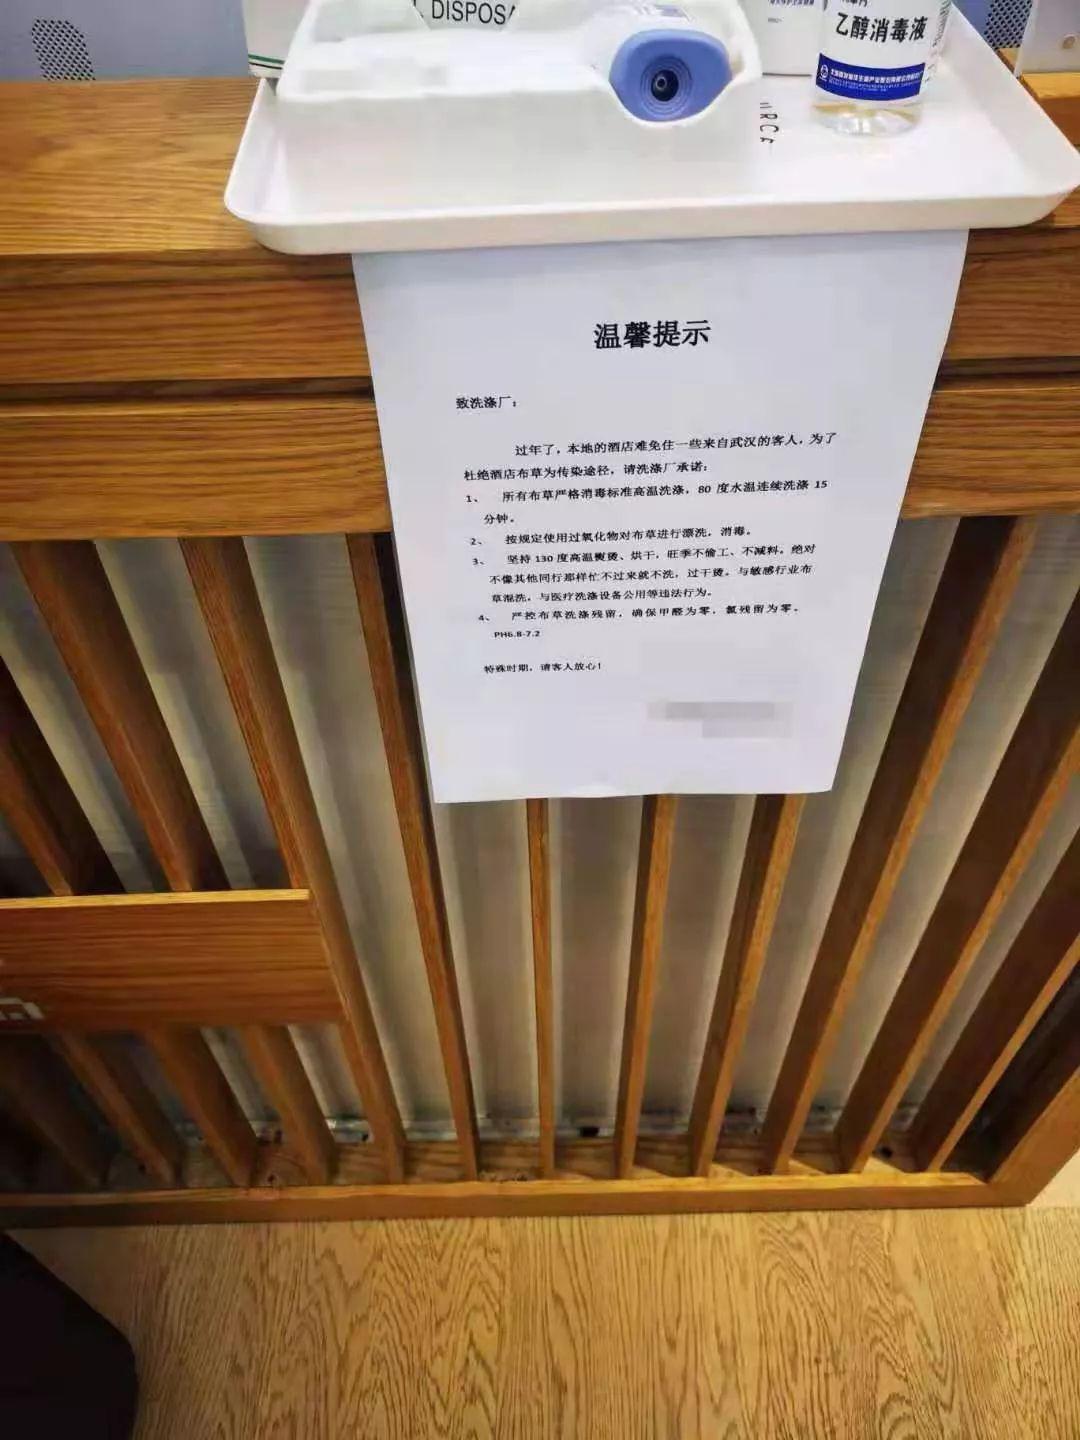 L DISPOSA
乙醇消毒液
IRCA
温馨提示
致洗涤厂：
过年了，本地的酒店难免住一些来自武汉的客人，为了
杜绝酒店布草为传染途径，请洗涤厂承诺：
1、 所有布草严格消毒标准高温洗涤，80 度水温连续洗涤 15
分钟。
2、 按规定使用过氧化物对布草进行漂洗，消毒。
3、 坚持 130 度高温熨烫、烘干，旺季不偷工、不减料。绝对
不像其他同行那样忙不过来就不洗，过干烫。与敏感行业布
草混洗，与医疗洗涤设备公用等违法行为。
4、 严控布草洗涤残留，确保甲醛为零，氯残留为零。
PH6.8-7.2
特殊时期，请客人放心！